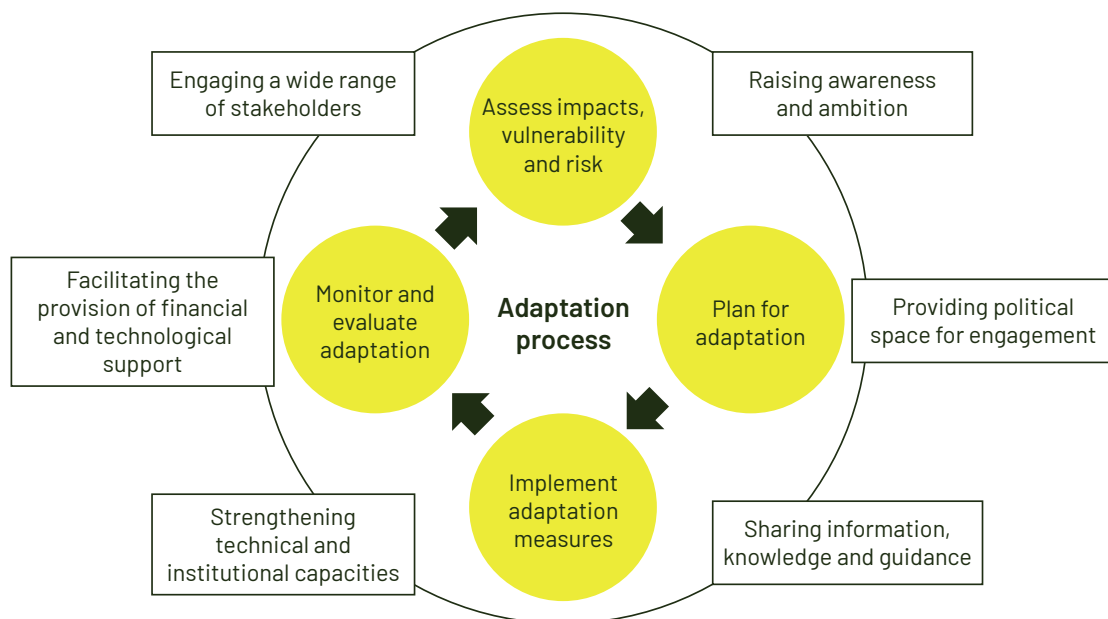 Engaging a wide range
of stakeholders
Assess impacts,
vulnerability
and risk
Raising awareness
and ambition
Facilitating the
provision of financial
and technological
support
Monitor and
evaluate
adaptation
Adaptation
process
Plan for
adaptation
Providing political
space for engagement
Strengthening
technical and
institutional capacities
Implement
adaptation
measures
Sharing information,
knowledge and guidance